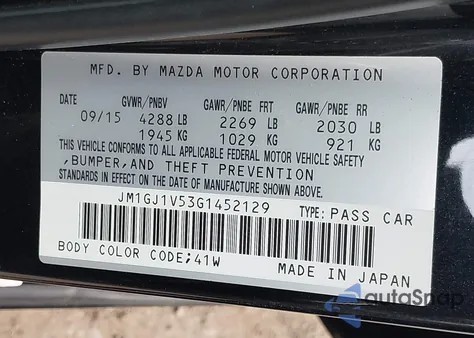 MFD. BY MAZDA MOTOR CORPORATION
DATE GVWR/PNBV GAWR/PNBE FRT GAWR/PNBE RR
09/15 4288 LB 2269 LB 2030 LB
1945 KG 1029 KG 921 KG
THIS VEHICLE CONFORMS TO ALL APPLICABLE FEDERAL MOTOR VEHICLE SAFETY
,BUMPER,AND THEFT PREVENTION
STANDARDS IN EFFECT ON THE DATE OF MANUFACTURE SHOWN ABOVE.
JM1GJ1V53G1452129 TYPE: PASS CAR
BODY COLOR CODE;41W
MADE IN JAPAN
autoSnap